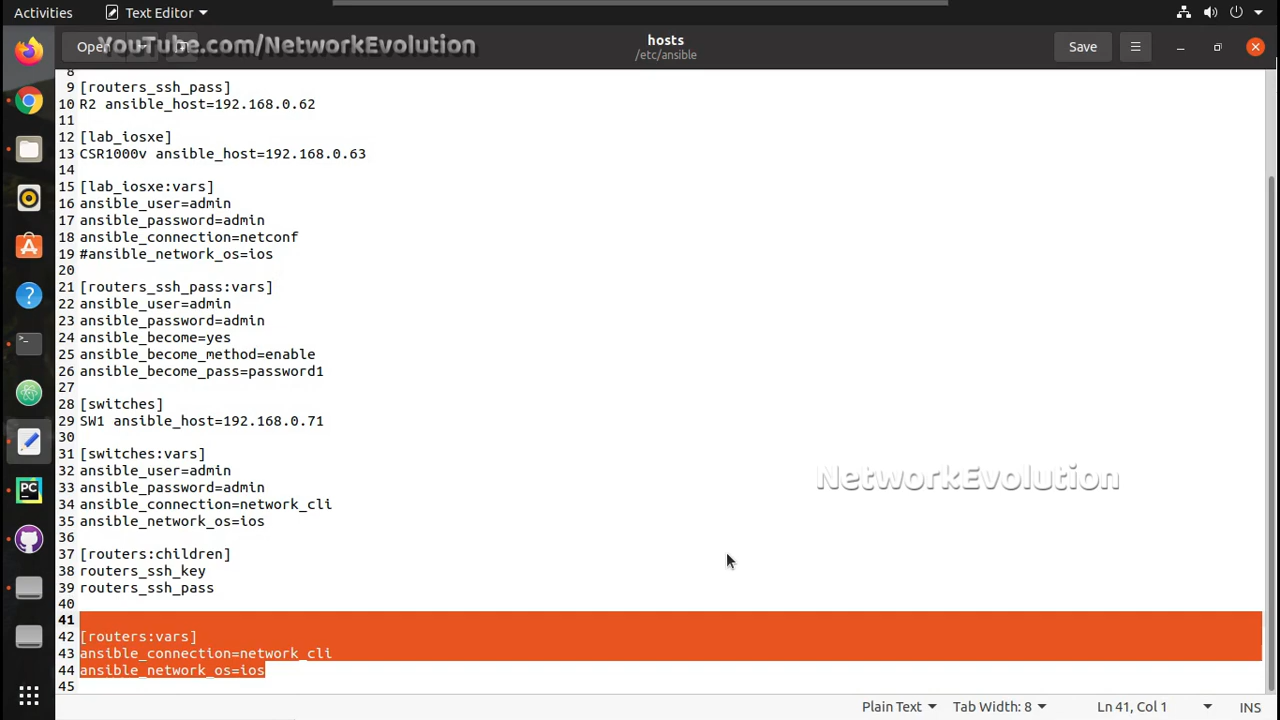 Activities
Text Editor
Open
YouTube.com/NetworkEvolution
hosts
/etc/ansible
Save
8
9 [routers_ssh_pass]
10 R2 ansible_host=192.168.0.62
11
12 [lab_iosxe]
13 CSR1000v ansible_host=192.168.0.63
14
15 [lab_iosxe:vars]
16 ansible_user=admin
17 ansible_password=admin
18 ansible_connection=netconf
19 #ansible_network_os=ios
20
21 [routers_ssh_pass:vars]
22 ansible_user=admin
23 ansible_password=admin
24 ansible_become=yes
25 ansible_become_method=enable
26 ansible_become_pass=password1
27
28 [switches]
29 SW1 ansible_host=192.168.0.71
30
31 [switches:vars]
32 ansible_user=admin
33 ansible_password=admin
34 ansible_connection=network_cli
35 ansible_network_os=ios
36
37 [routers:children]
38 routers_ssh_key
39 routers_ssh_pass
40
41
42 [routers:vars]
43 ansible_connection=network_cli
44 ansible_network_os=ios
45
NetworkEvolution
PC
Plain Text
Tab Width: 8
Ln 41, Col 1
INS